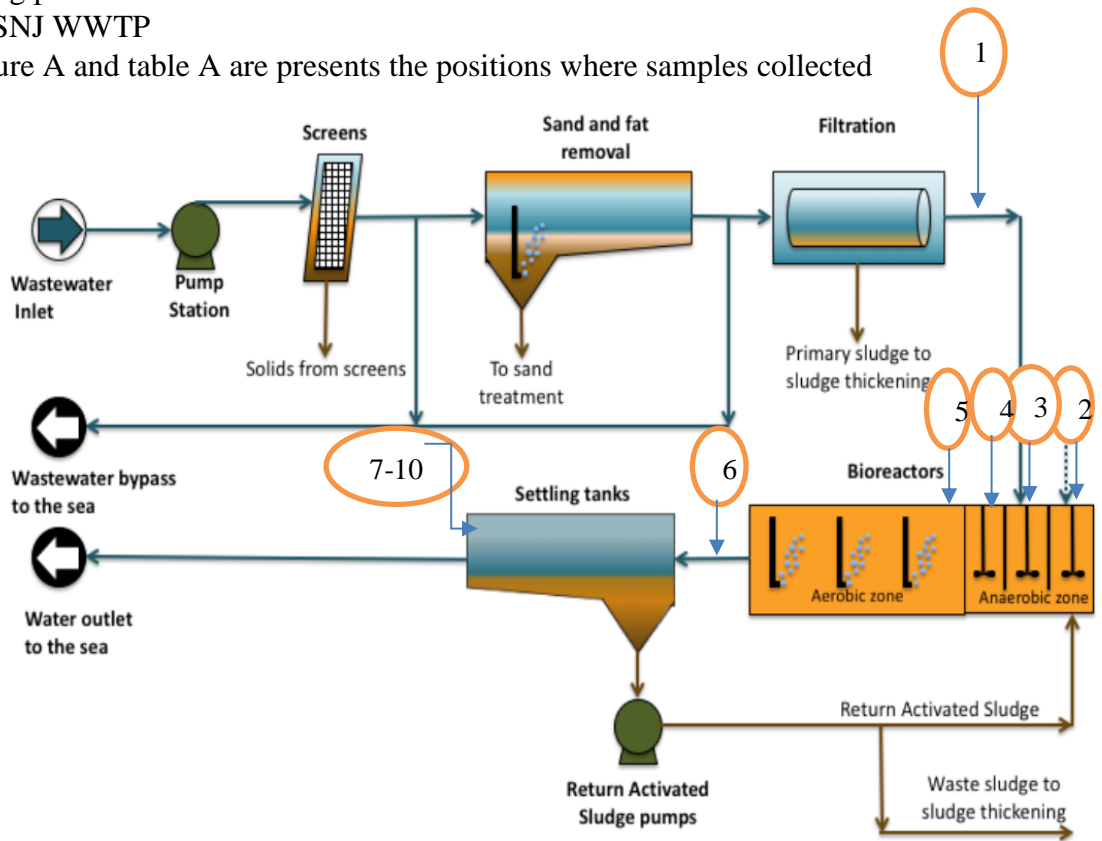 SNJ WWTP
ure A and table A are presents the positions where samples collected
1
Screens
Sand and fat
removal
Filtration
Wastewater
Inlet
Pump
Station
Solids from screens
To sand
treatment
Primary sludge to
sludge thickening
5
4
3
2
7-10
6
Wastewater bypass
to the sea
Settling tanks
Bioreactors
Aerobic zone
Anaerobic zone
Water outlet
to the sea
Return Activated Sludge
Return Activated
Sludge pumps
Waste sludge to
sludge thickening